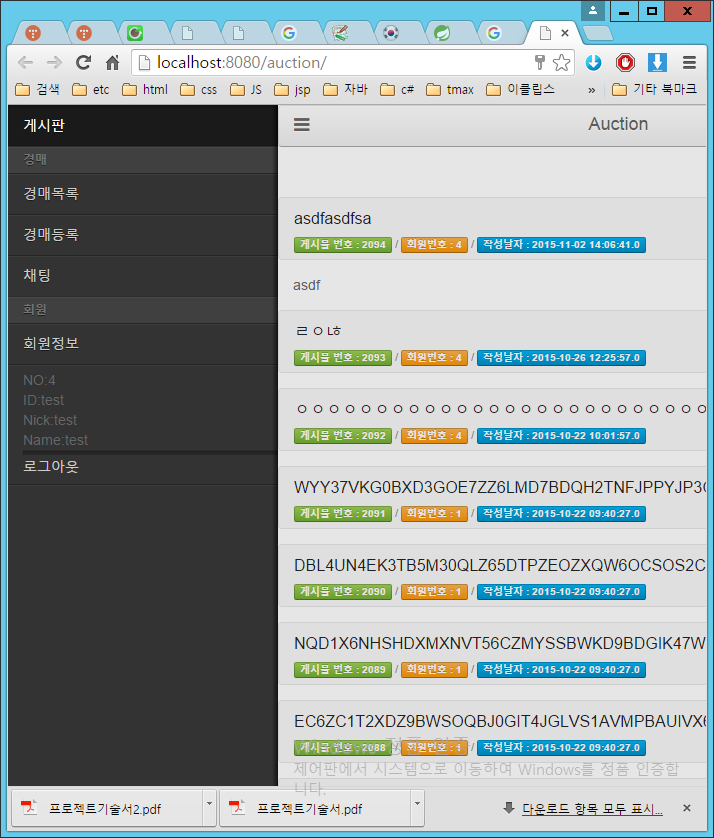 localhost:8080/auction/
검색 etc html css JS jsp 자바 c# tmax 이클립스 » 기타 북마크
게시판
경매
경매목록
경매등록
채팅
회원
회원정보
NO:4
ID:test
Nick:test
Name:test
로그아웃
Auction
asdfasdfsa
게시물 번호 : 2094 / 회원번호 : 4 / 작성날자 : 2015-11-02 14:06:41.0
asdf
ㄹㅇㄶ
게시물 번호 : 2093 / 회원번호 : 4 / 작성날자 : 2015-10-26 12:25:57.0
ㅇㅇㅇㅇㅇㅇㅇㅇㅇㅇㅇㅇㅇㅇㅇㅇㅇㅇㅇㅇㅇㅇㅇㅇㅇㅇ
게시물 번호 : 2092 / 회원번호 : 4 / 작성날자 : 2015-10-22 10:01:57.0
WYY37VKG0BXD3GOE7ZZ6LMD7BDQH2TNFJPPYJP3
게시물 번호 : 2091 / 회원번호 : 1 / 작성날자 : 2015-10-22 09:40:27.0
DBL4UN4EK3TB5M30QLZ65DTPZEOZXQW6OCSOS2C
게시물 번호 : 2090 / 회원번호 : 1 / 작성날자 : 2015-10-22 09:40:27.0
NQD1X6NHSHDXMXNVT56CZMYSSBWKD9BDGIK47W
게시물 번호 : 2089 / 회원번호 : 1 / 작성날자 : 2015-10-22 09:40:27.0
EC6ZC1T2XDZ9BWSOQBJ0GIT4JGLVS1AVMPBAUIVX
Windows 정품 인증
게시물 번호 : 2088 / 회원번호 : 1 / 작성날자 : 2015-10-22 09:40:27.0
제어판에서 시스템으로 이동하여 Windows를 정품 인증합
니다.
프로젝트기술서2.pdf 프로젝트기술서.pdf 다운로드 항목 모두 표시...